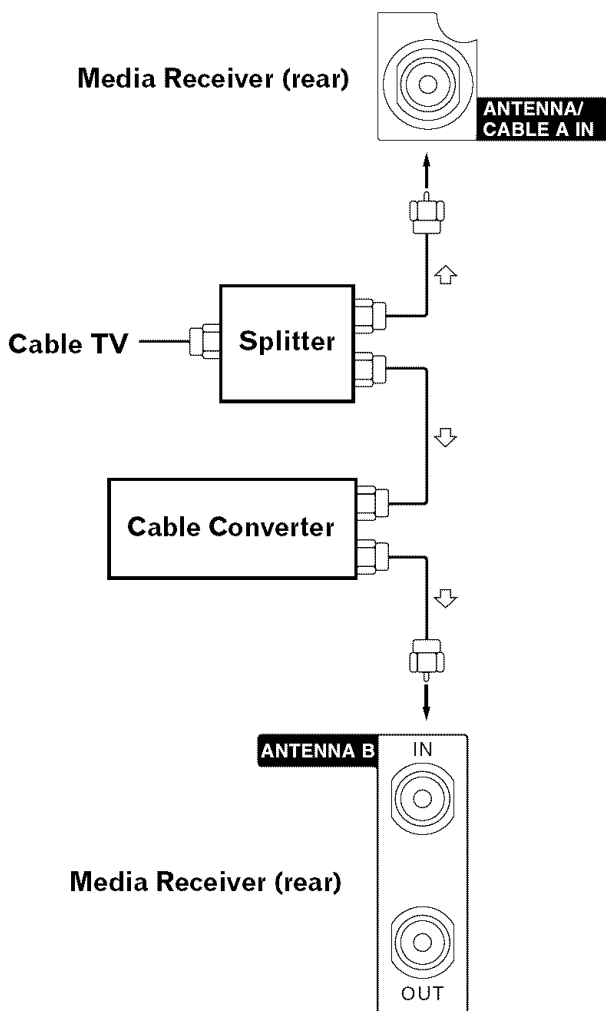 Media Receiver (rear)
ANTENNA/
CABLE A IN
Cable TV
Splitter
Cable Converter
ANTENNA B
IN
Media Receiver (rear)
OUT